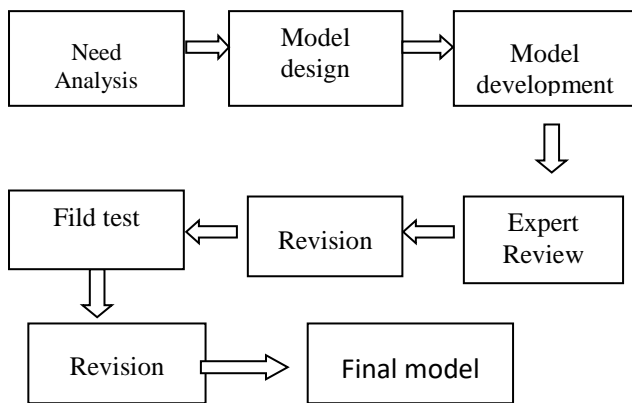 Need
Analysis
Model
design
Model
development
Expert
Review
Revision
Fild test
Revision
Final model